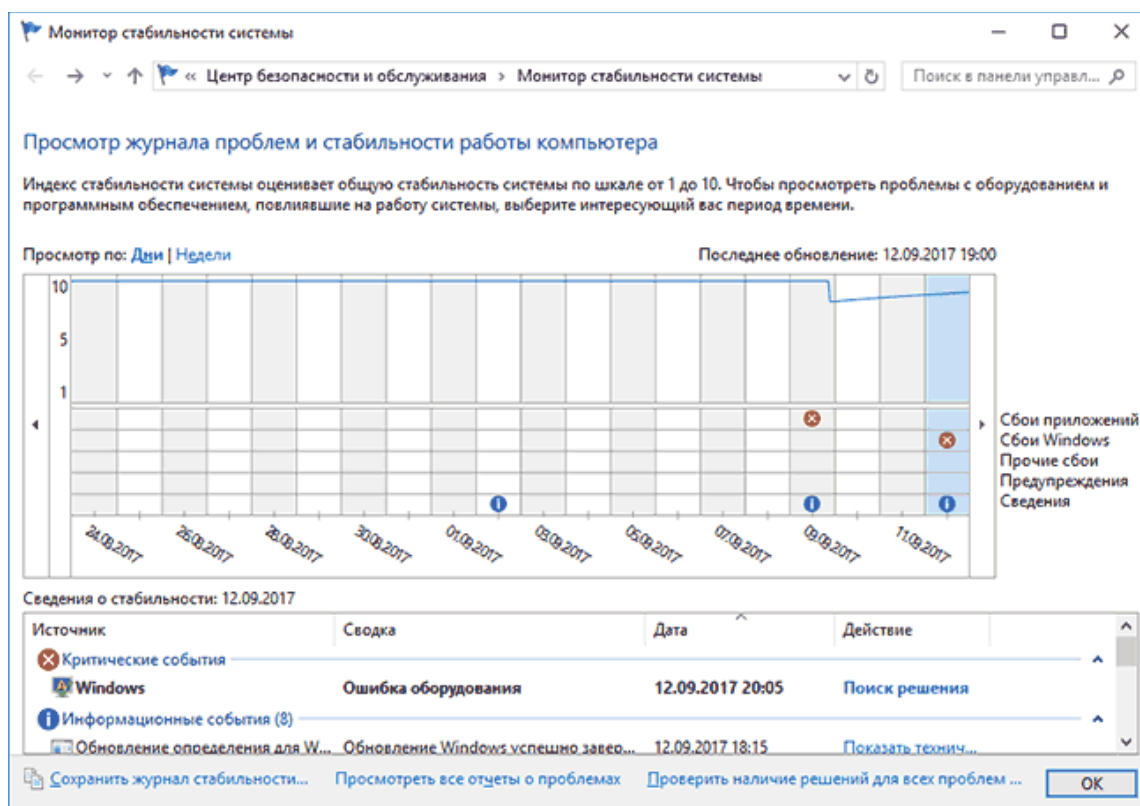 Монитор стабильности системы
« Центр безопасности и обслуживания › Монитор стабильности системы
Поиск в панели управл...
Просмотр журнала проблем и стабильности работы компьютера
Индекс стабильности системы оценивает общую стабильность системы по шкале от 1 до 10. Чтобы просмотреть проблемы с оборудованием и
программным обеспечением, повлиявшие на работу системы, выберите интересующий вас период времени.
Просмотр по: Дни | Недели
Последнее обновление: 12.09.2017 19:00
10
5
1
Сбои приложений
Сбои Windows
Прочие сбои
Предупреждения
Сведения
24.08.2017 26.08.2017 28.08.2017 30.08.2017 01.09.2017 03.09.2017 05.09.2017 07.09.2017 09.09.2017 11.09.2017
Сведения о стабильности: 12.09.2017
Источник Сводка Дата Действие
Критические события
Windows Ошибка оборудования 12.09.2017 20:05 Поиск решения
Информационные события (8)
Обновление определения для W... Обновление Windows успешно завер... 12.09.2017 18:15 Показать технич...
Сохранить журнал стабильности... Просмотреть все отчеты о проблемах Проверить наличие решений для всех проблем ... OK